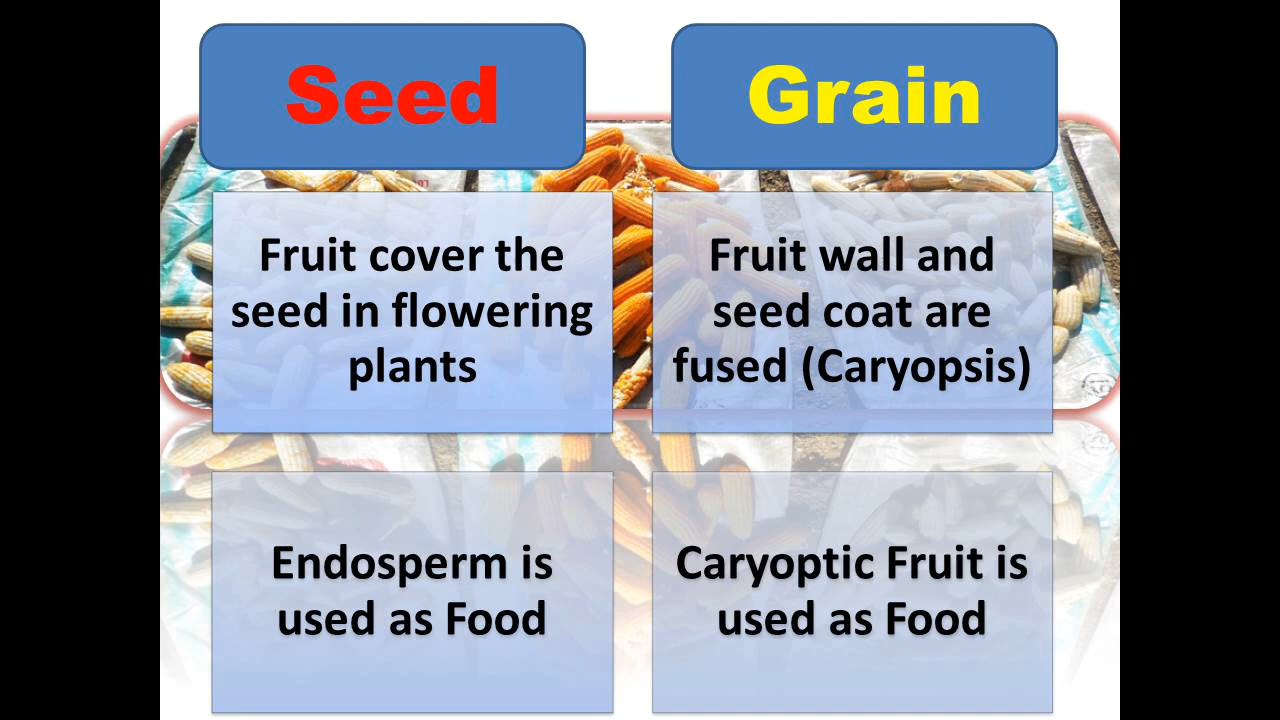 Seed
Grain
Fruit cover the
seed in flowering
plants
Fruit wall and
seed coat are
fused (Caryopsis)
Endosperm is
used as Food
Caryoptic Fruit is
used as Food